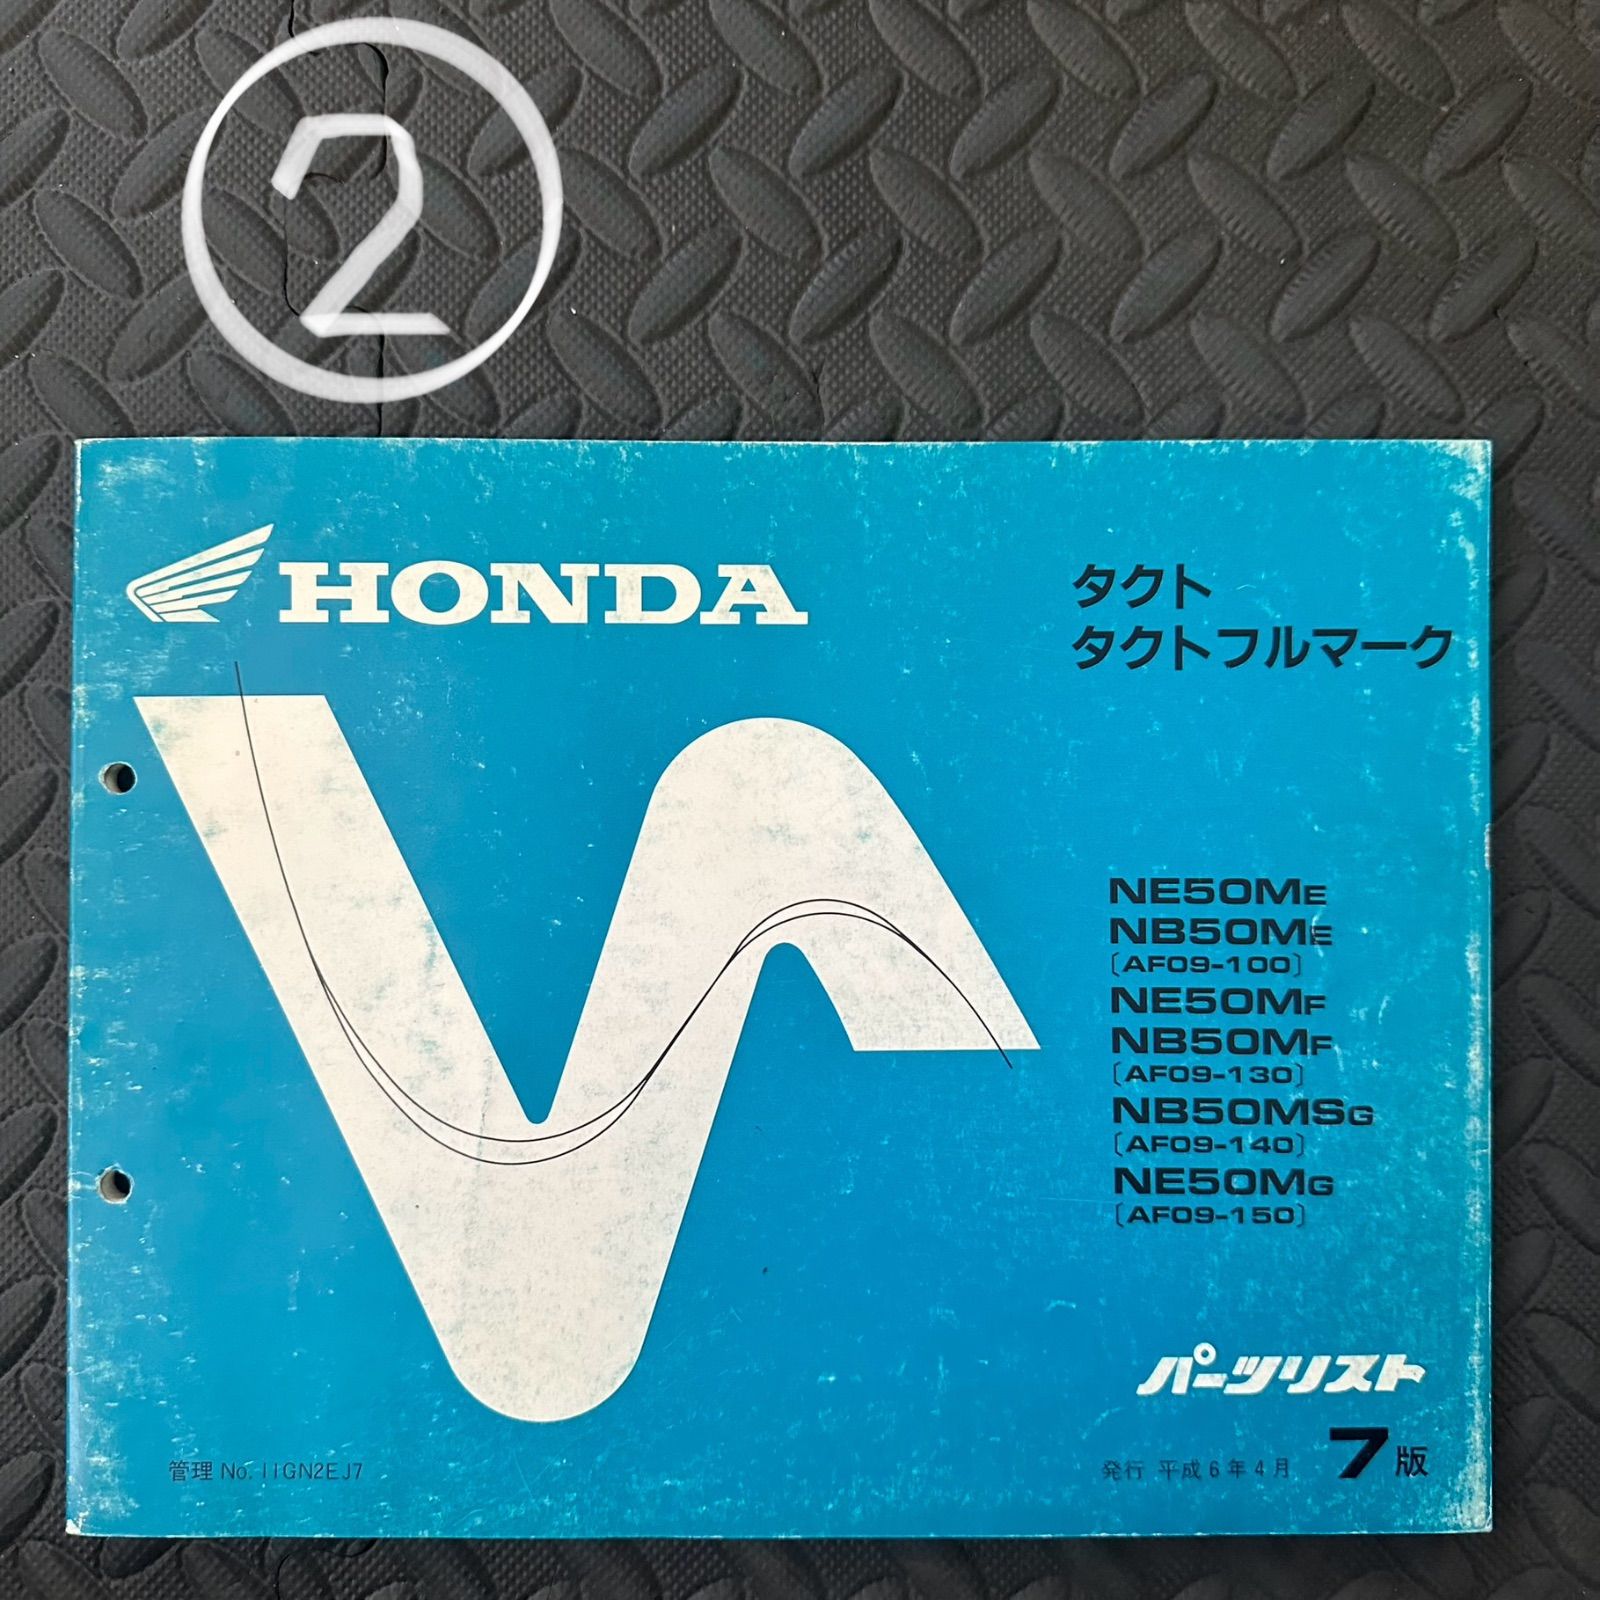 ②
HONDA
タクト
タクトフルマーク
NE50ME
NB50ME
〔AF09-100〕
NE50MF
NB50MF
〔AF09-130〕
NB50MSG
〔AF09-140〕
NE50MG
〔AF09-150〕
パーツリスト
管理 No. 11GN2EJ7
発行 平成6年4月 7版